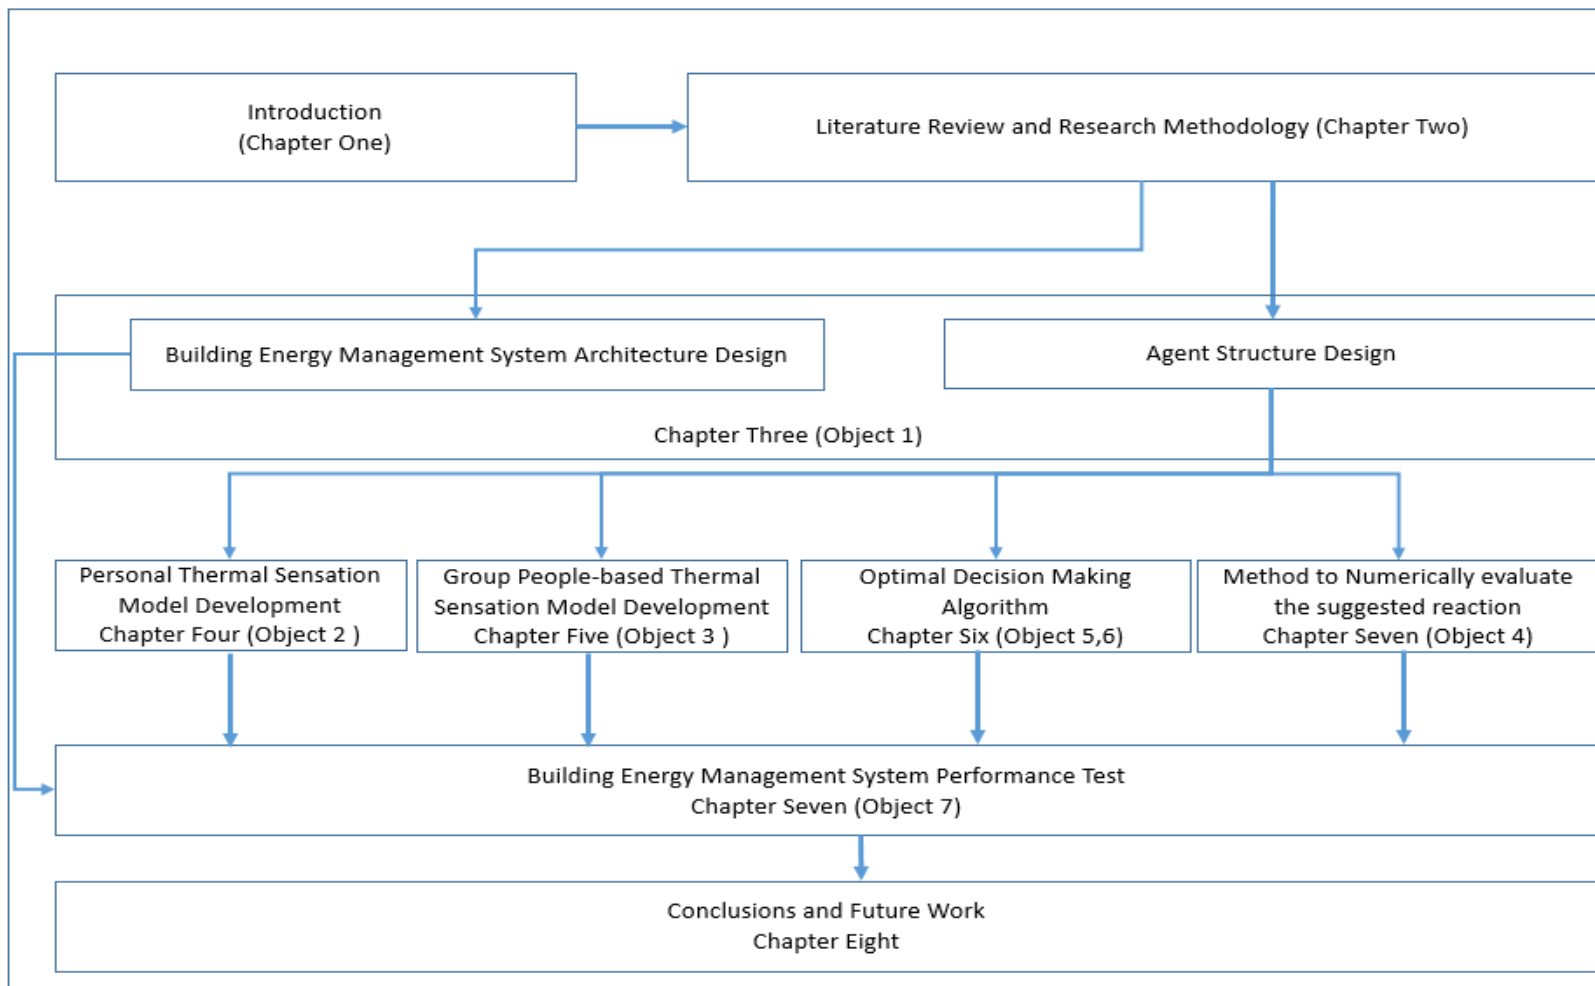 Introduction
(Chapter One)
Literature Review and Research Methodology (Chapter Two)
Building Energy Management System Architecture Design
Agent Structure Design
Chapter Three (Object 1)
Personal Thermal Sensation
Model Development
Chapter Four (Object 2 )
Group People-based Thermal
Sensation Model Development
Chapter Five (Object 3 )
Optimal Decision Making
Algorithm
Chapter Six (Object 5,6)
Method to Numerically evaluate
the suggested reaction
Chapter Seven (Object 4)
Building Energy Management System Performance Test
Chapter Seven (Object 7)
Conclusions and Future Work
Chapter Eight